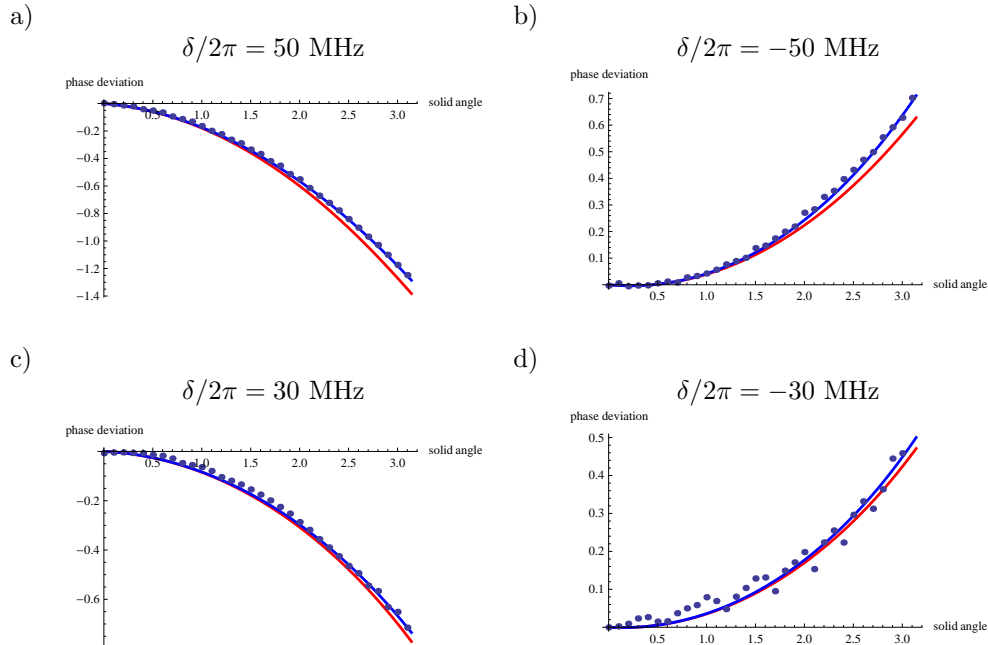 a)
δ/2π = 50 MHz
phase deviation
solid angle
0.5 1.0 1.5 2.0 2.5 3.0
−0.2
−0.4
−0.6
−0.8
−1.0
−1.2
−1.4
b)
δ/2π = −50 MHz
phase deviation
0.7
0.6
0.5
0.4
0.3
0.2
0.1
0.5 1.0 1.5 2.0 2.5 3.0
solid angle
c)
δ/2π = 30 MHz
phase deviation
solid angle
0.5 1.0 1.5 2.0 2.5 3.0
−0.2
−0.4
−0.6
d)
δ/2π = −30 MHz
phase deviation
0.5
0.4
0.3
0.2
0.1
0.5 1.0 1.5 2.0 2.5 3.0
solid angle